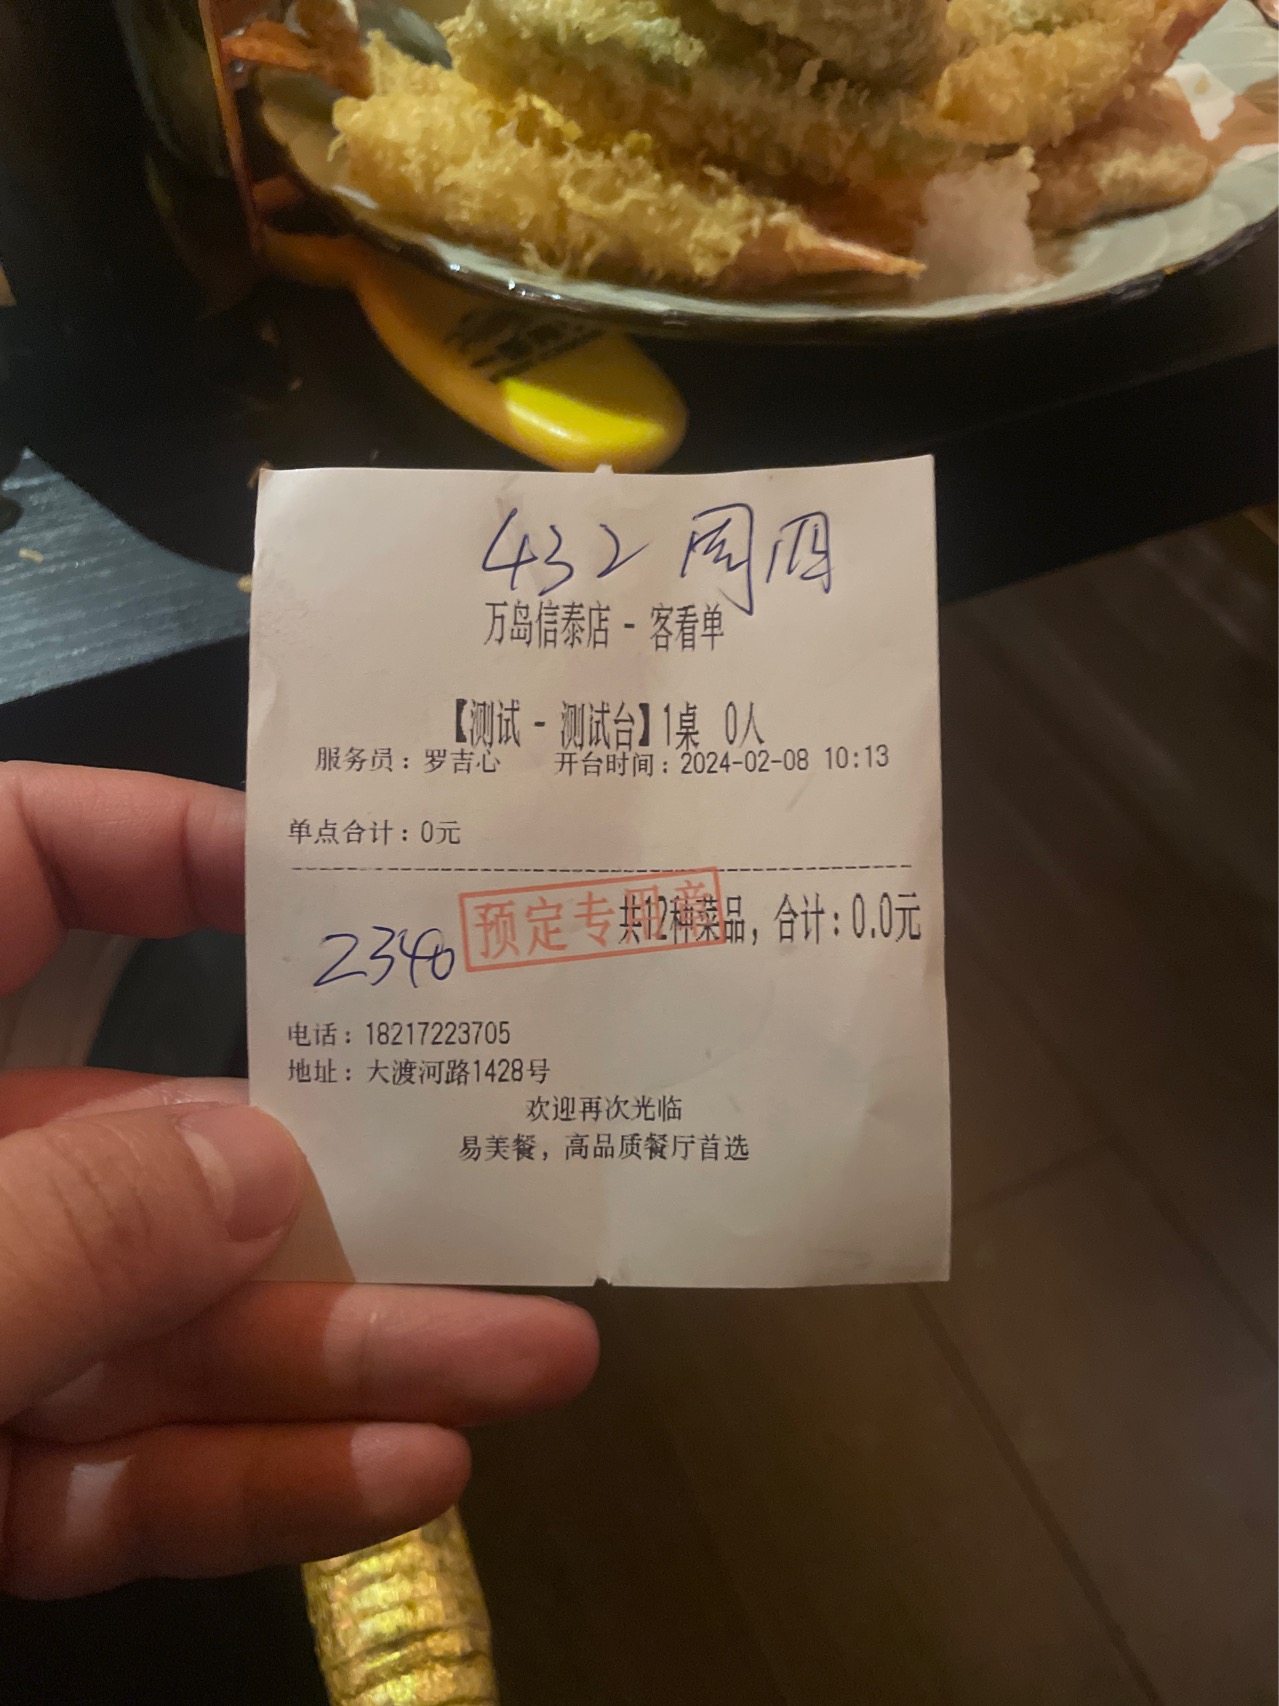 432 周四
万岛信泰店 - 客看单
【测试 - 测试台】1桌 0人
服务员：罗吉心 开台时间：2024-02-08 10:13
单点合计：0元
预定专用章
共12种菜品，合计：0.0元
2340
电话：18217223705
地址：大渡河路1428号
欢迎再次光临
易美餐，高品质餐厅首选